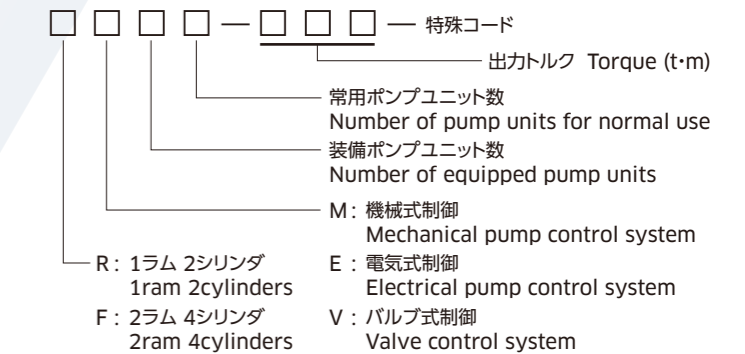 □ □ □ □ — □ □ □ — 特殊コード
出力トルク Torque (t・m)
常用ポンプユニット数
Number of pump units for normal use
装備ポンプユニット数
Number of equipped pump units
M : 機械式制御
Mechanical pump control system
R : 1ラム 2シリンダ
1ram 2cylinders
E : 電気式制御
Electrical pump control system
F : 2ラム 4シリンダ
2ram 4cylinders
V : バルブ式制御
Valve control system